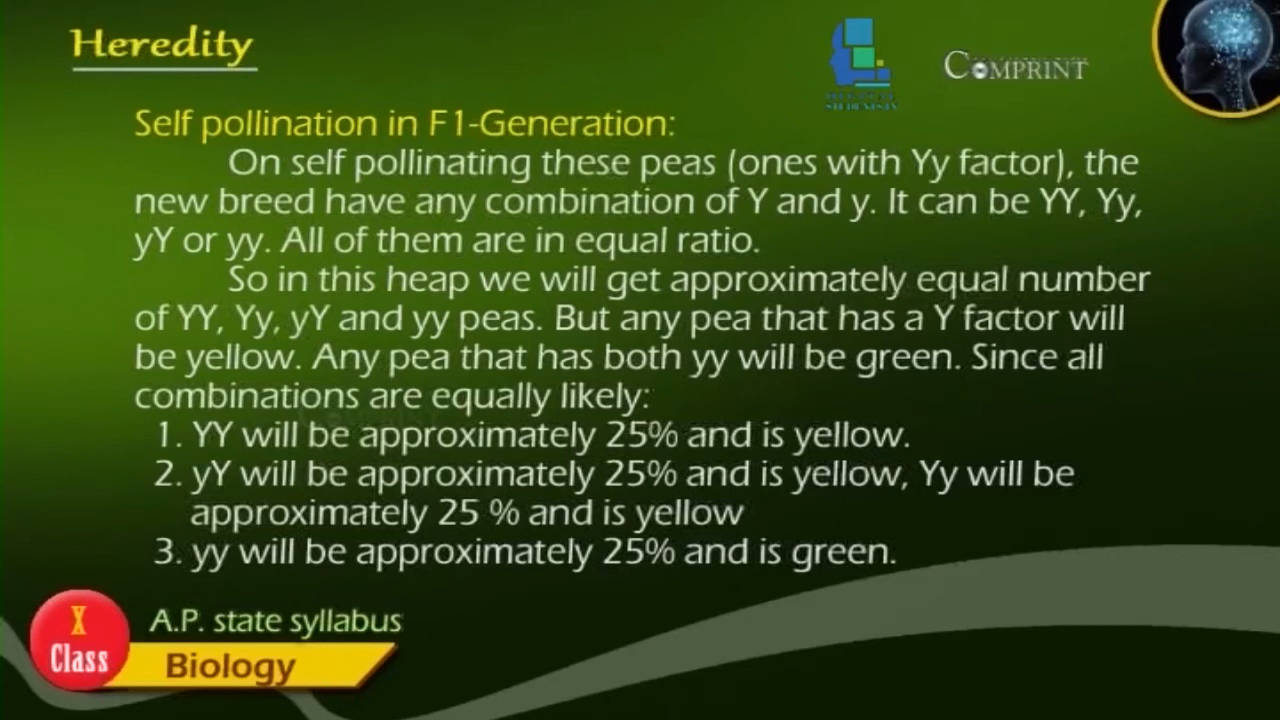 Heredity
COMPRINT
Self pollination in F1-Generation:
On self pollinating these peas (ones with Yy factor), the
new breed have any combination of Y and y. It can be YY, Yy,
yY or yy. All of them are in equal ratio.
So in this heap we will get approximately equal number
of YY, Yy, yY and yy peas. But any pea that has a Y factor will
be yellow. Any pea that has both yy will be green. Since all
combinations are equally likely:
1. YY will be approximately 25% and is yellow.
2. yY will be approximately 25% and is yellow, Yy will be
approximately 25 % and is yellow
3. yy will be approximately 25% and is green.
X
Class
A.P. state syllabus
Biology